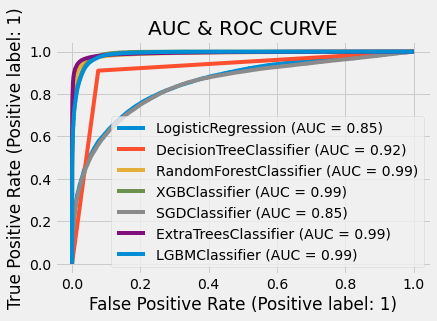 AUC & ROC CURVE
True Positive Rate (Positive label: 1)
1.0
0.8
0.6
0.4
0.2
0.0
LogisticRegression (AUC = 0.85)
DecisionTreeClassifier (AUC = 0.92)
RandomForestClassifier (AUC = 0.99)
XGBClassifier (AUC = 0.99)
SGDClassifier (AUC = 0.85)
ExtraTreesClassifier (AUC = 0.99)
LGBMClassifier (AUC = 0.99)
0.0 0.2 0.4 0.6 0.8 1.0
False Positive Rate (Positive label: 1)